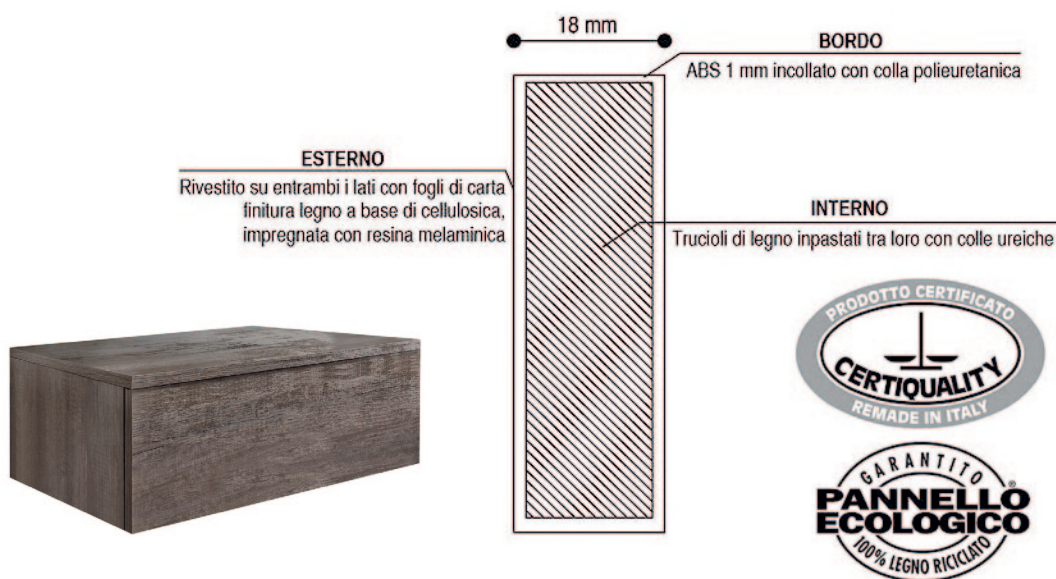 18 mm
BORDO
ABS 1 mm incollato con colla polieuretanica
ESTERNO
Rivestito su entrambi i lati con fogli di carta
finitura legno a base di cellulosica,
impregnata con resina melaminica
INTERNO
Trucioli di legno inpastati tra loro con colle ureiche
PRODOTTO CERTIFICATO
CERTIQUALITY
REMADE IN ITALY
GARANTITO
PANNELLO®
ECOLOGICO
100% LEGNO RICICLATO